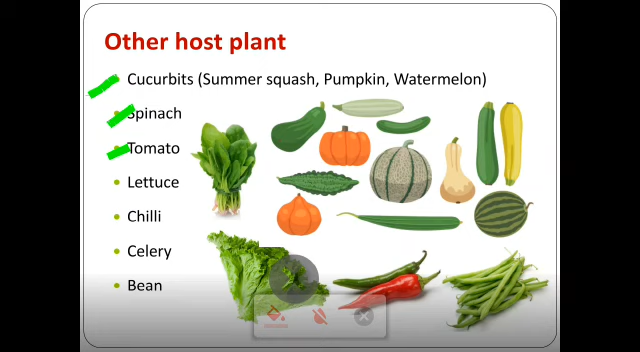 Other host plant
Cucurbits (Summer squash, Pumpkin, Watermelon)
Spinach
Tomato
Lettuce
Chilli
Celery
Bean